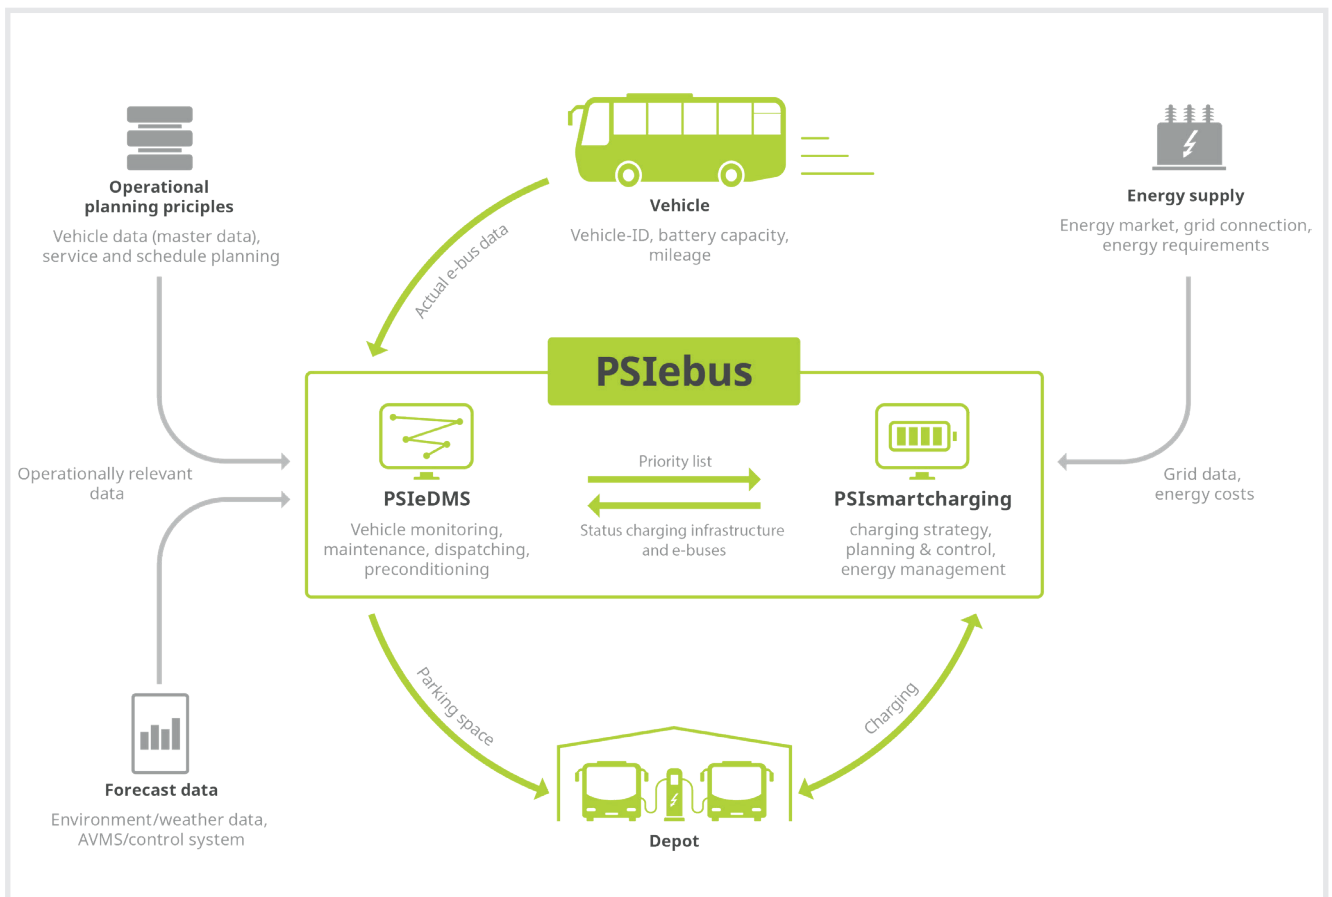 Operational
planning priciples
Vehicle data (master data),
service and schedule planning
Vehicle
Vehicle-ID, battery capacity,
mileage
Energy supply
Energy market, grid connection,
energy requirements
Actual e-bus data
PSIebus
Operationally relevant
data
PSIeDMS
Vehicle monitoring,
maintenance, dispatching,
preconditioning
Priority list
Status charging infrastructure
and e-buses
PSIsmartcharging
charging strategy,
planning & control,
energy management
Grid data,
energy costs
Parking space
Charging
Forecast data
Environment/weather data,
AVMS/control system
Depot